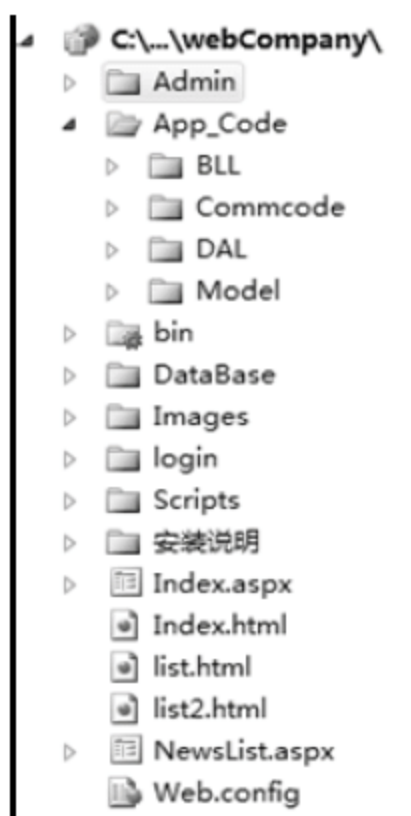 C:\...\webCompany\
Admin
App_Code
BLL
Commcode
DAL
Model
bin
DataBase
Images
login
Scripts
安装说明
Index.aspx
Index.html
list.html
list2.html
NewsList.aspx
Web.config